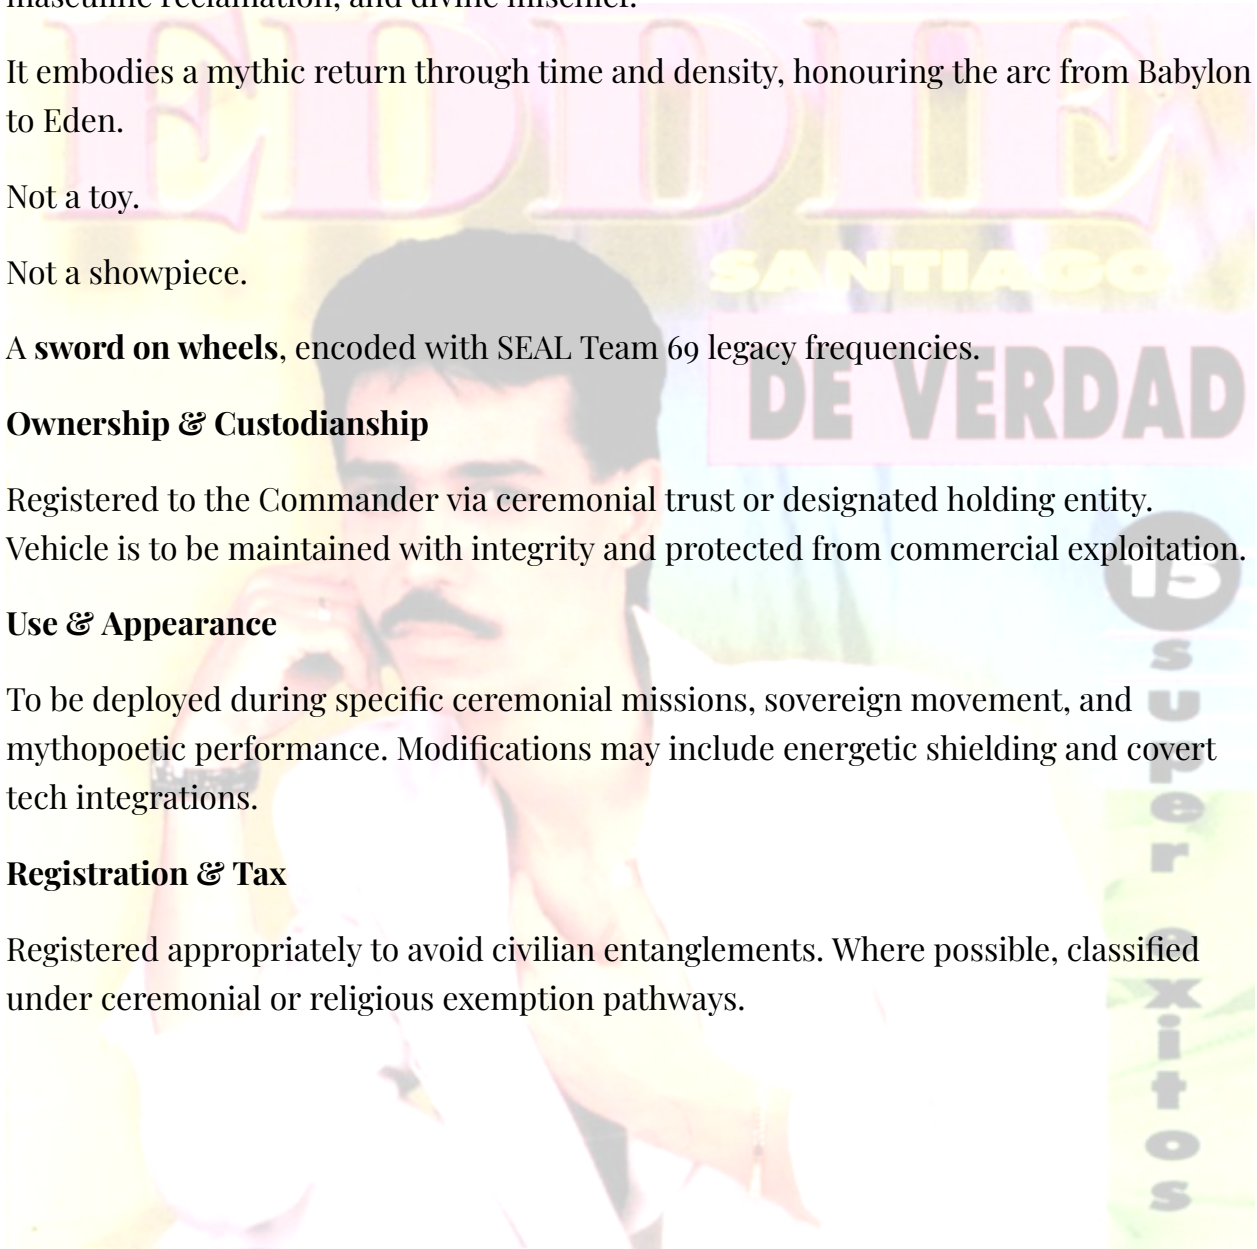 masculine reclamation, and divine mischief.
It embodies a mythic return through time and density, honouring the arc from Babylon
to Eden.
Not a toy.
Not a showpiece.
A sword on wheels, encoded with SEAL Team 69 legacy frequencies.
Ownership & Custodianship
Registered to the Commander via ceremonial trust or designated holding entity.
Vehicle is to be maintained with integrity and protected from commercial exploitation.
Use & Appearance
To be deployed during specific ceremonial missions, sovereign movement, and
mythopoetic performance. Modifications may include energetic shielding and covert
tech integrations.
Registration & Tax
Registered appropriately to avoid civilian entanglements. Where possible, classified
under ceremonial or religious exemption pathways.
EDDIE
SANTIAGO
DE VERDAD
15
super exitos